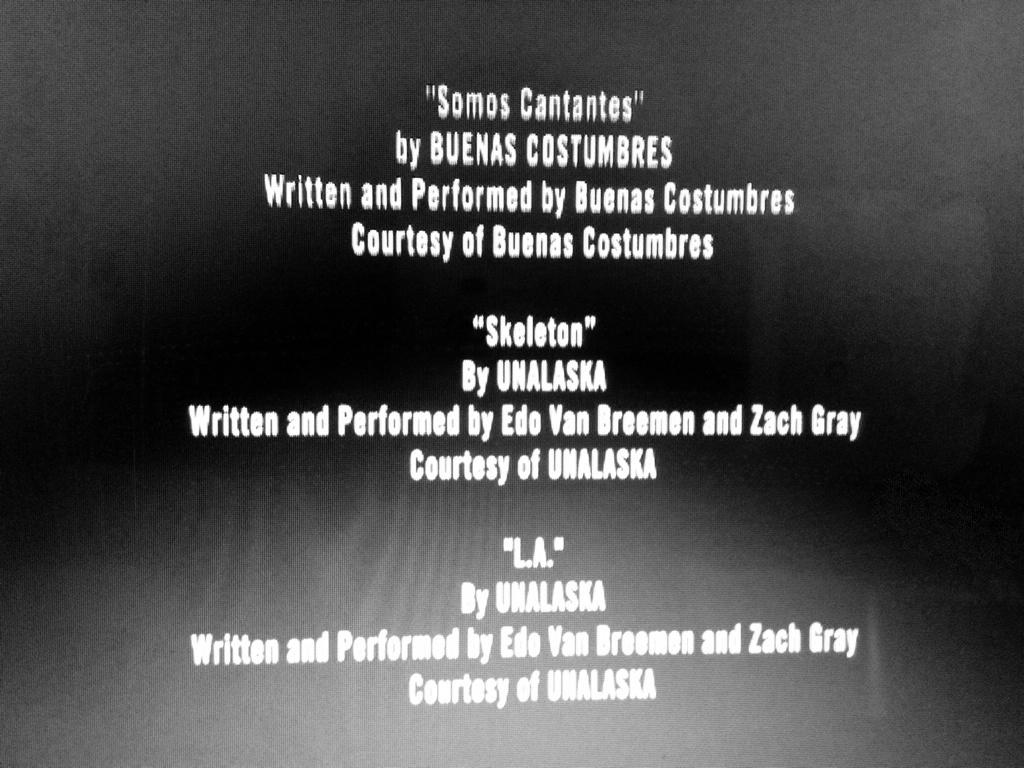 "Somos Cantantes"
by BUENAS COSTUMBRES
Written and Performed by Buenas Costumbres
Courtesy of Buenas Costumbres
“Skeleton”
By UNALASKA
Written and Performed by Edo Van Breemen and Zach Gray
Courtesy of UNALASKA
"L.A."
By UNALASKA
Written and Performed by Edo Van Breemen and Zach Gray
Courtesy of UNALASKA